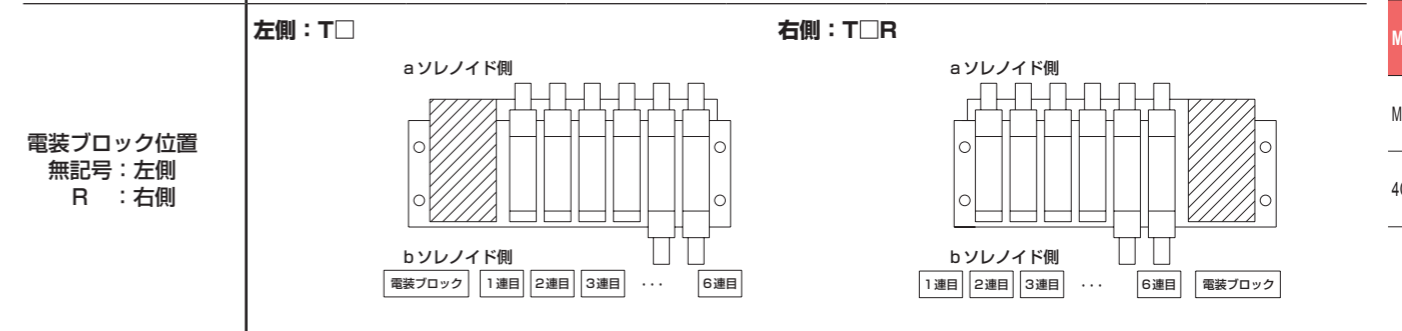 電装ブロック位置
無記号：左側
R　：右側
左側：T□
aソレノイド側
bソレノイド側
電装ブロック 1連目 2連目 3連目 ··· 6連目
右側：T□R
aソレノイド側
bソレノイド側
1連目 2連目 3連目 ··· 6連目 電装ブロック
M
M